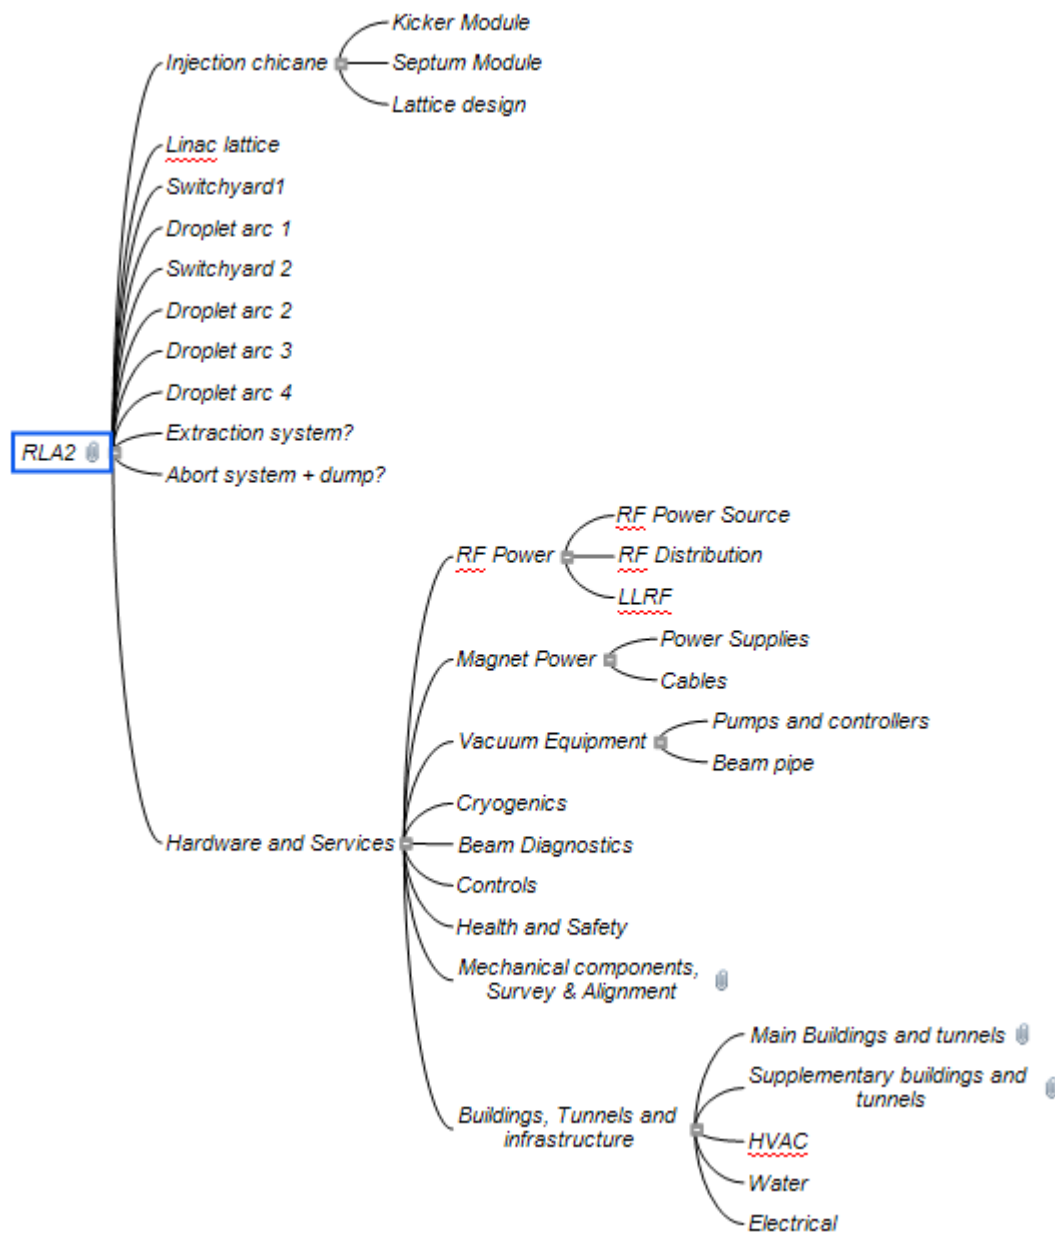 Kicker Module
Injection chicane
Septum Module
Lattice design
Linac lattice
Switchyard1
Droplet arc 1
Switchyard 2
Droplet arc 2
Droplet arc 3
Droplet arc 4
Extraction system?
RLA2
Abort system + dump?
RF Power Source
RF Power
RF Distribution
LLRF
Power Supplies
Magnet Power
Cables
Pumps and controllers
Vacuum Equipment
Beam pipe
Cryogenics
Hardware and Services
Beam Diagnostics
Controls
Health and Safety
Mechanical components,
Survey & Alignment
Main Buildings and tunnels
Supplementary buildings and
tunnels
Buildings, Tunnels and
infrastructure
HVAC
Water
Electrical